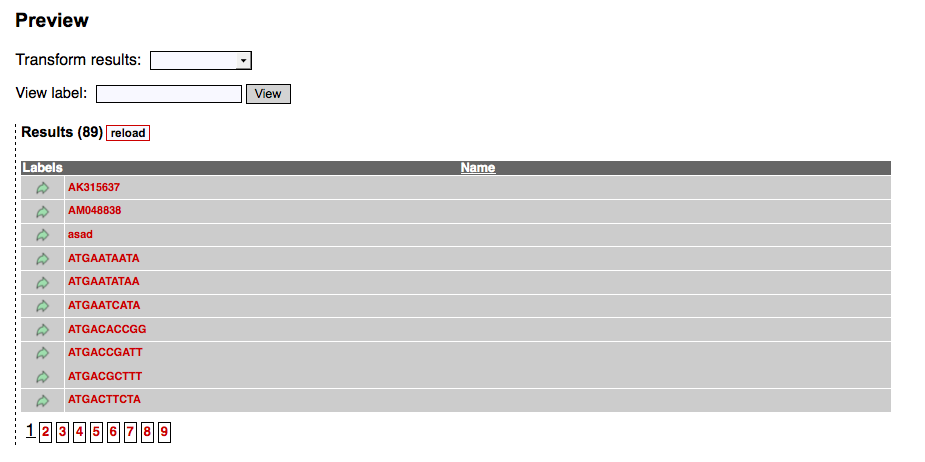 Preview
Transform results:
View label: View
Results (89) reload
Labels Name
AK315637
AM048838
asad
ATGAATAATA
ATGAATATAA
ATGAATCATA
ATGACACCGG
ATGACCGATT
ATGACGCTTT
ATGACTTCTA
1 2 3 4 5 6 7 8 9